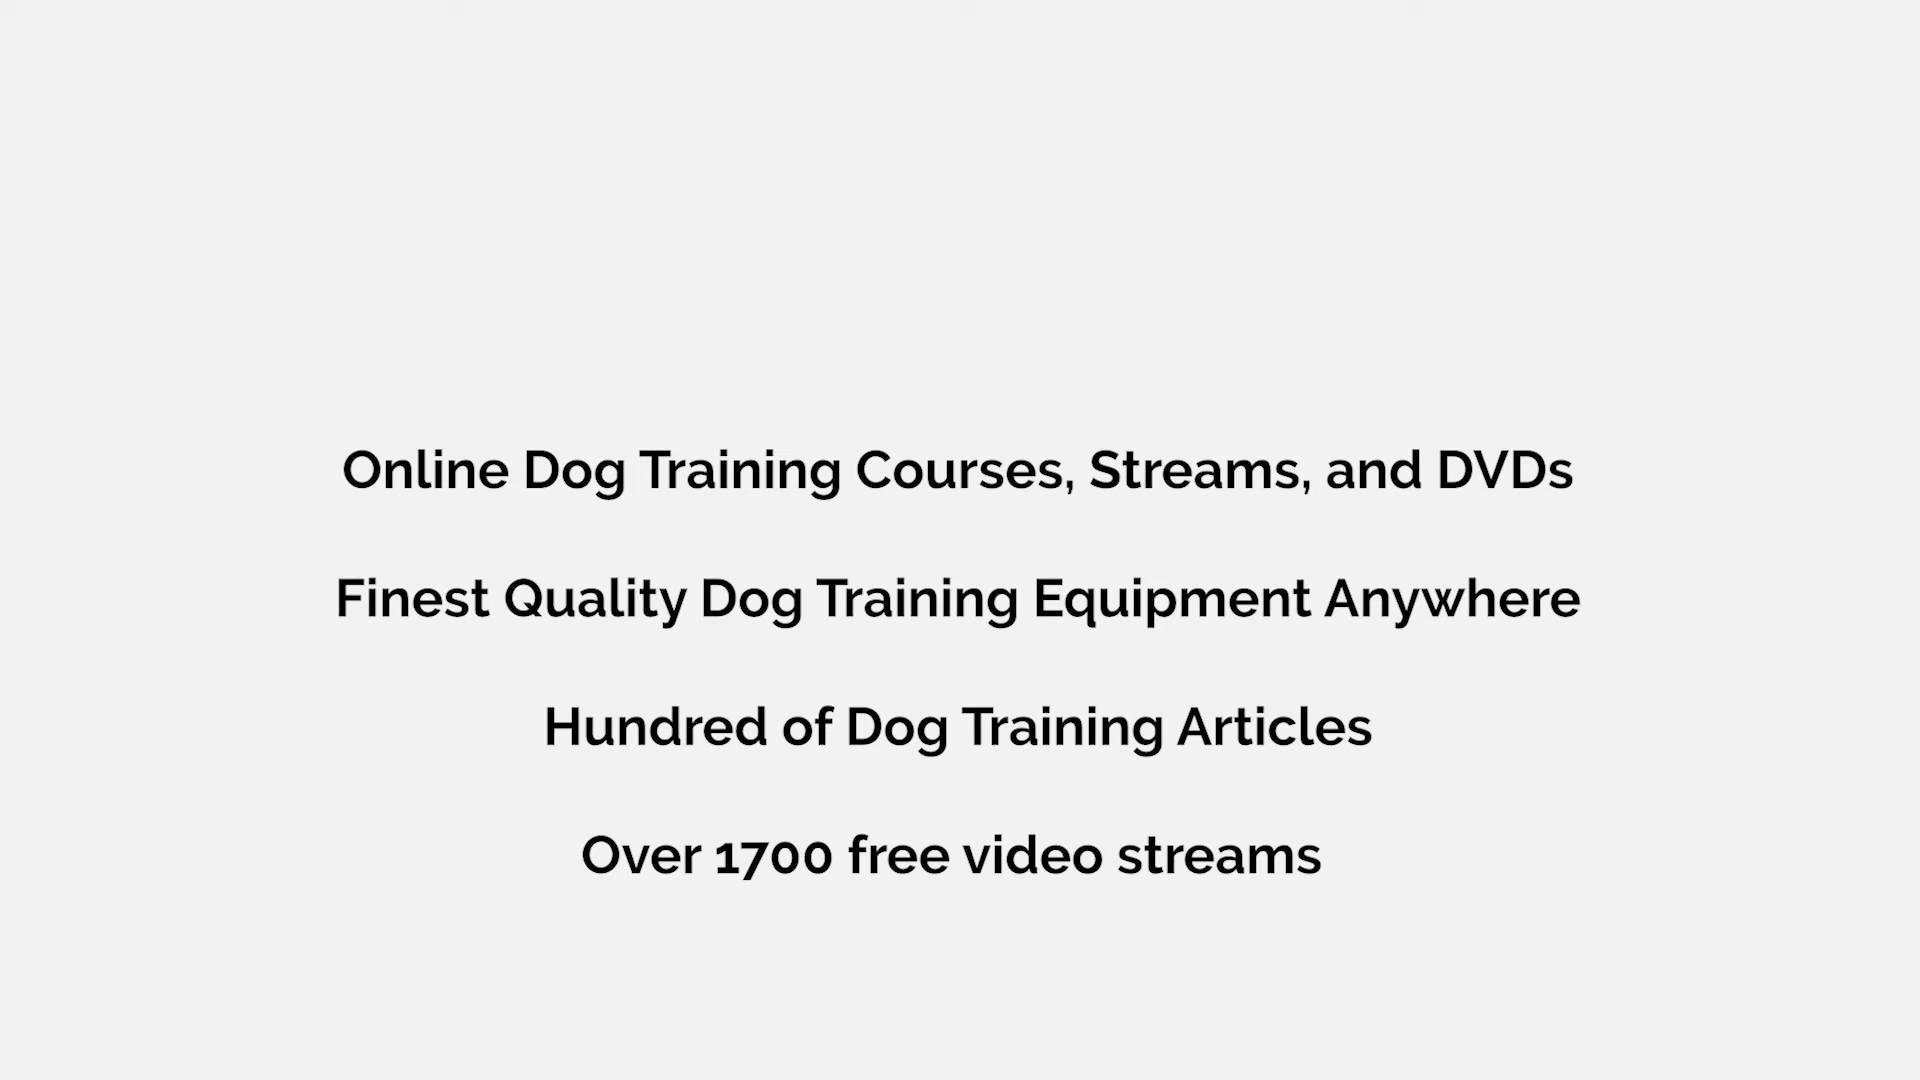 Online Dog Training Courses, Streams, and DVDs
Finest Quality Dog Training Equipment Anywhere
Hundred of Dog Training Articles
Over 1700 free video streams